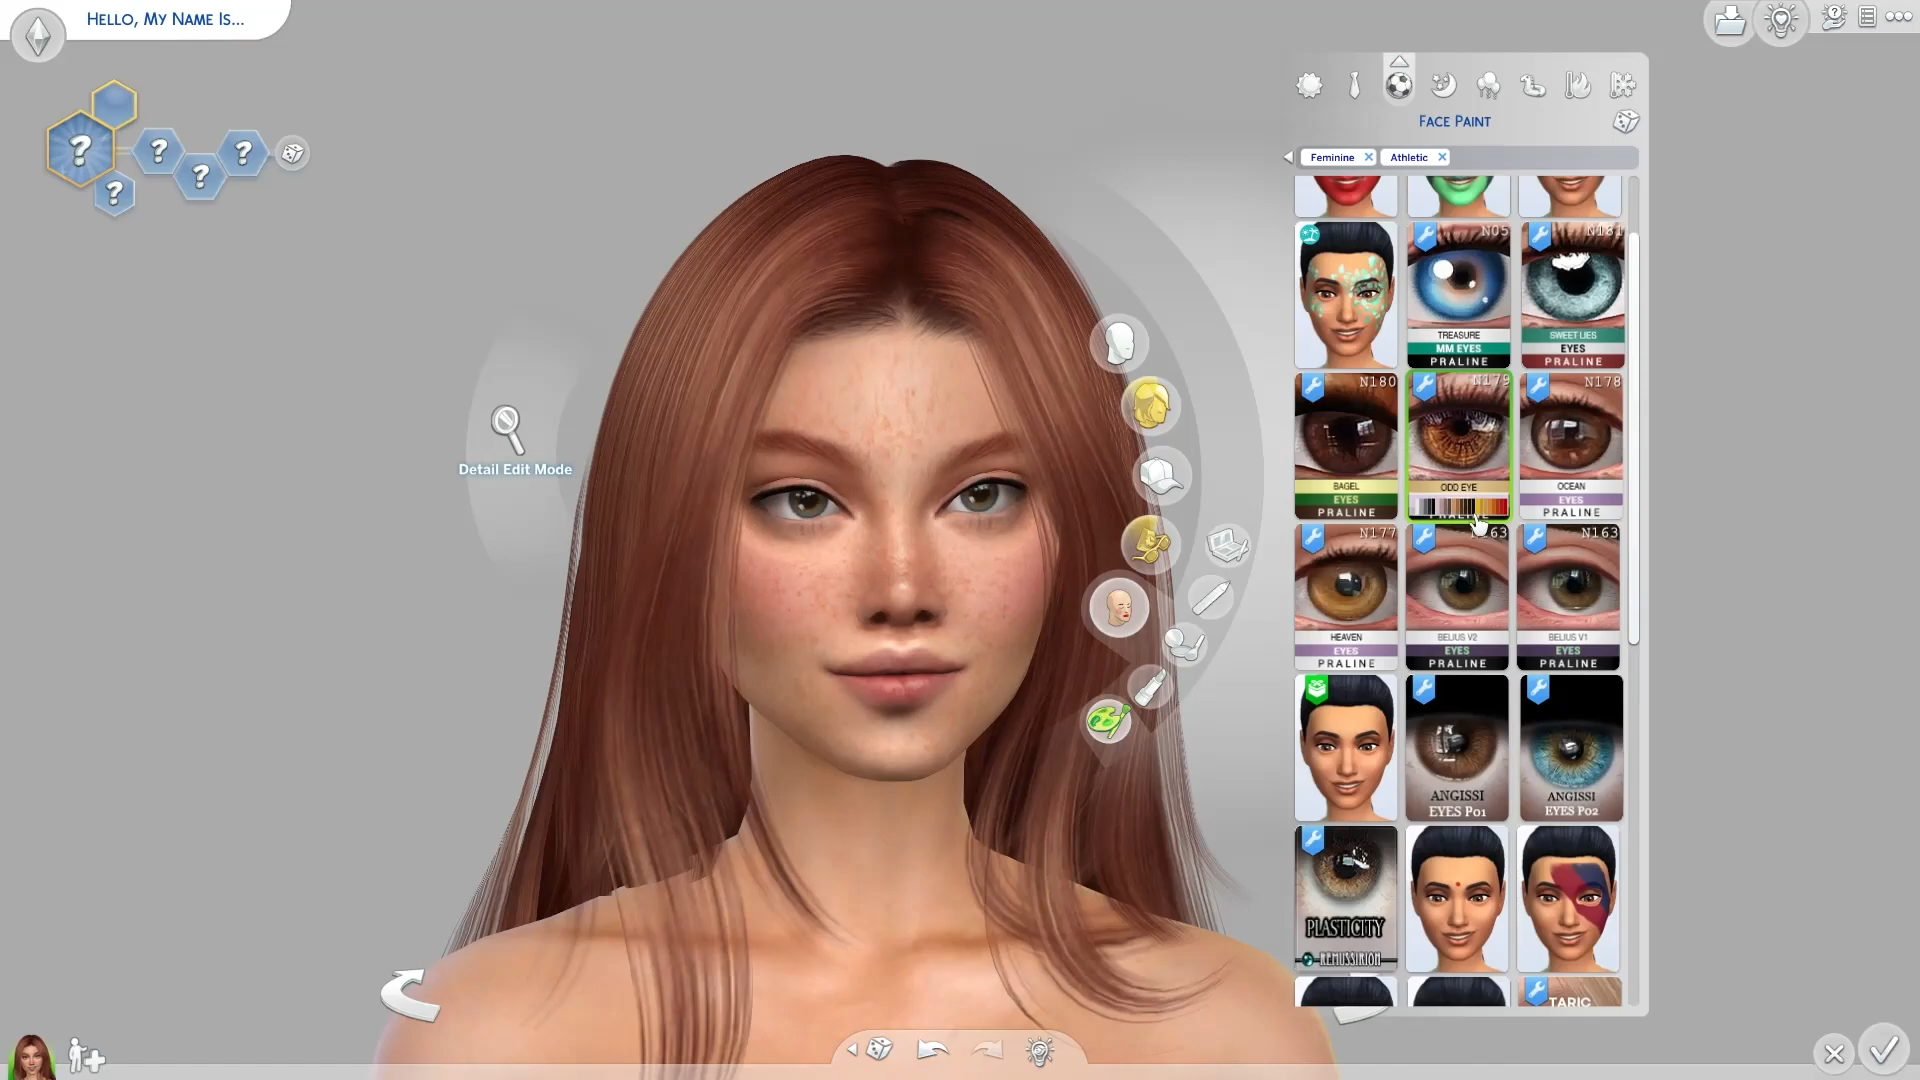 Hello, My Name Is...
Face Paint
Feminine
Athletic
N05
N181
TREASURE
MM EYES
PRALINE
SWEET LIES
EYES
PRALINE
N180
N179
N178
BAGEL
EYES
PRALINE
ODD EYE
OCEAN
EYES
PRALINE
N177
N163
HEAVEN
EYES
PRALINE
BELIUS V2
EYES
PRALINE
BELIUS V1
EYES
PRALINE
ANGISSI
EYES P01
ANGISSI
EYES P02
PLASTICITY
REMUSSIRION
TARIC
Detail Edit Mode